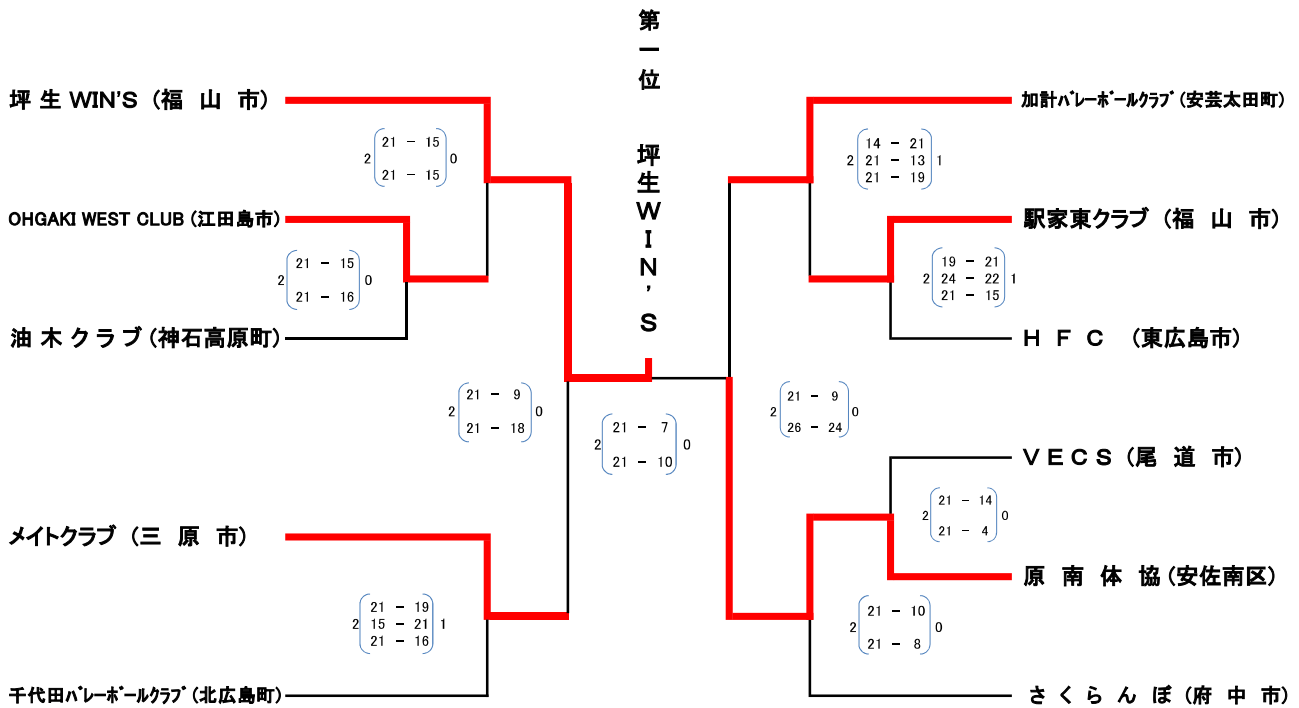 第一位 坪生WIN'S
坪生WIN'S (福山市)
2 21 - 15 0
21 - 15
OHGAKI WEST CLUB (江田島市)
2 21 - 15 0
21 - 16
油木クラブ (神石高原町)
2 21 - 9 0
21 - 18
メイトクラブ (三原市)
21 - 19
2 15 - 21 1
21 - 16
千代田バレーボールクラブ (北広島町)
2 21 - 7 0
21 - 10
加計バレーボールクラブ (安芸太田町)
14 - 21
2 21 - 13 1
21 - 19
駅家東クラブ (福山市)
19 - 21
2 24 - 22 1
21 - 15
HFC (東広島市)
2 21 - 9 0
26 - 24
VECS (尾道市)
2 21 - 14 0
21 - 4
原南体協 (安佐南区)
2 21 - 10 0
21 - 8
さくらんぼ (府中市)